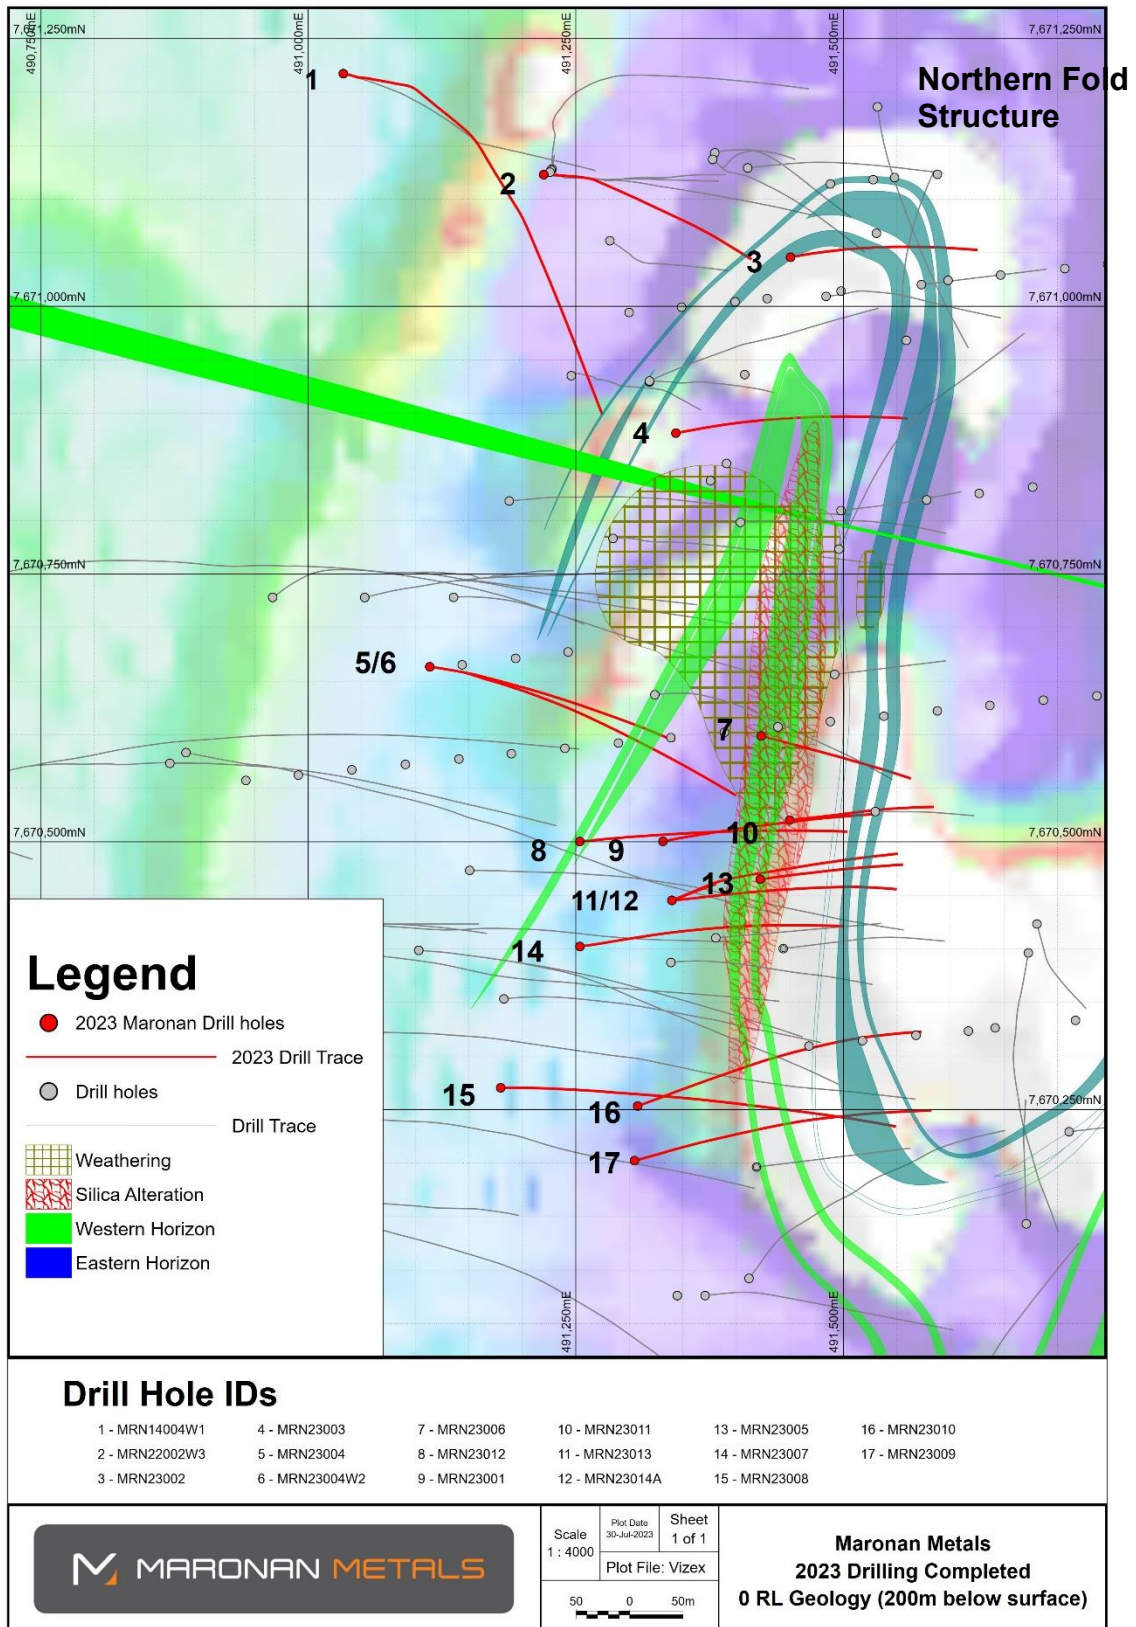 490,750mE
491,000mE
491,250mE
491,500mE
7,671,250mN
7,671,250mN
Northern Fold
Structure
1
2
3
7,671,000mN
7,671,000mN
4
7,670,750mN
7,670,750mN
5/6
7
7,670,500mN
7,670,500mN
8
9
10
11/12
13
14
15
16
17
7,670,250mN
491,250mE
491,500mE
Legend
2023 Maronan Drill holes
2023 Drill Trace
Drill holes
Drill Trace
Weathering
Silica Alteration
Western Horizon
Eastern Horizon
Drill Hole IDs
1 - MRN14004W1
2 - MRN22002W3
3 - MRN23002
4 - MRN23003
5 - MRN23004
6 - MRN23004W2
7 - MRN23006
8 - MRN23012
9 - MRN23001
10 - MRN23011
11 - MRN23013
12 - MRN23014A
13 - MRN23005
14 - MRN23007
15 - MRN23008
16 - MRN23010
17 - MRN23009
MARONAN METALS
Scale
1 : 4000
Plot Date
30-Jul-2023
Sheet
1 of 1
Plot File: Vizex
50 0 50m
Maronan Metals
2023 Drilling Completed
0 RL Geology (200m below surface)